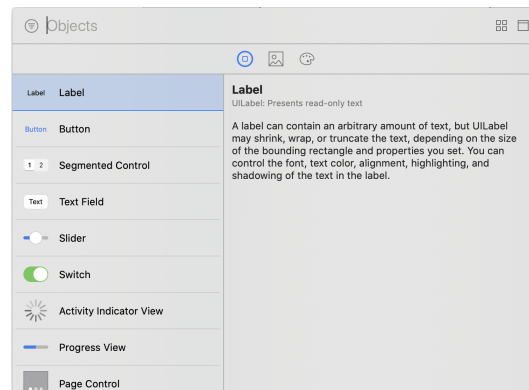 Objects
Label Label
Button Button
1 2 Segmented Control
Text Text Field
Slider
Switch
Activity Indicator View
Progress View
Page Control
Label
UILabel: Presents read-only text
A label can contain an arbitrary amount of text, but UILabel
may shrink, wrap, or truncate the text, depending on the size
of the bounding rectangle and properties you set. You can
control the font, text color, alignment, highlighting, and
shadowing of the text in the label.